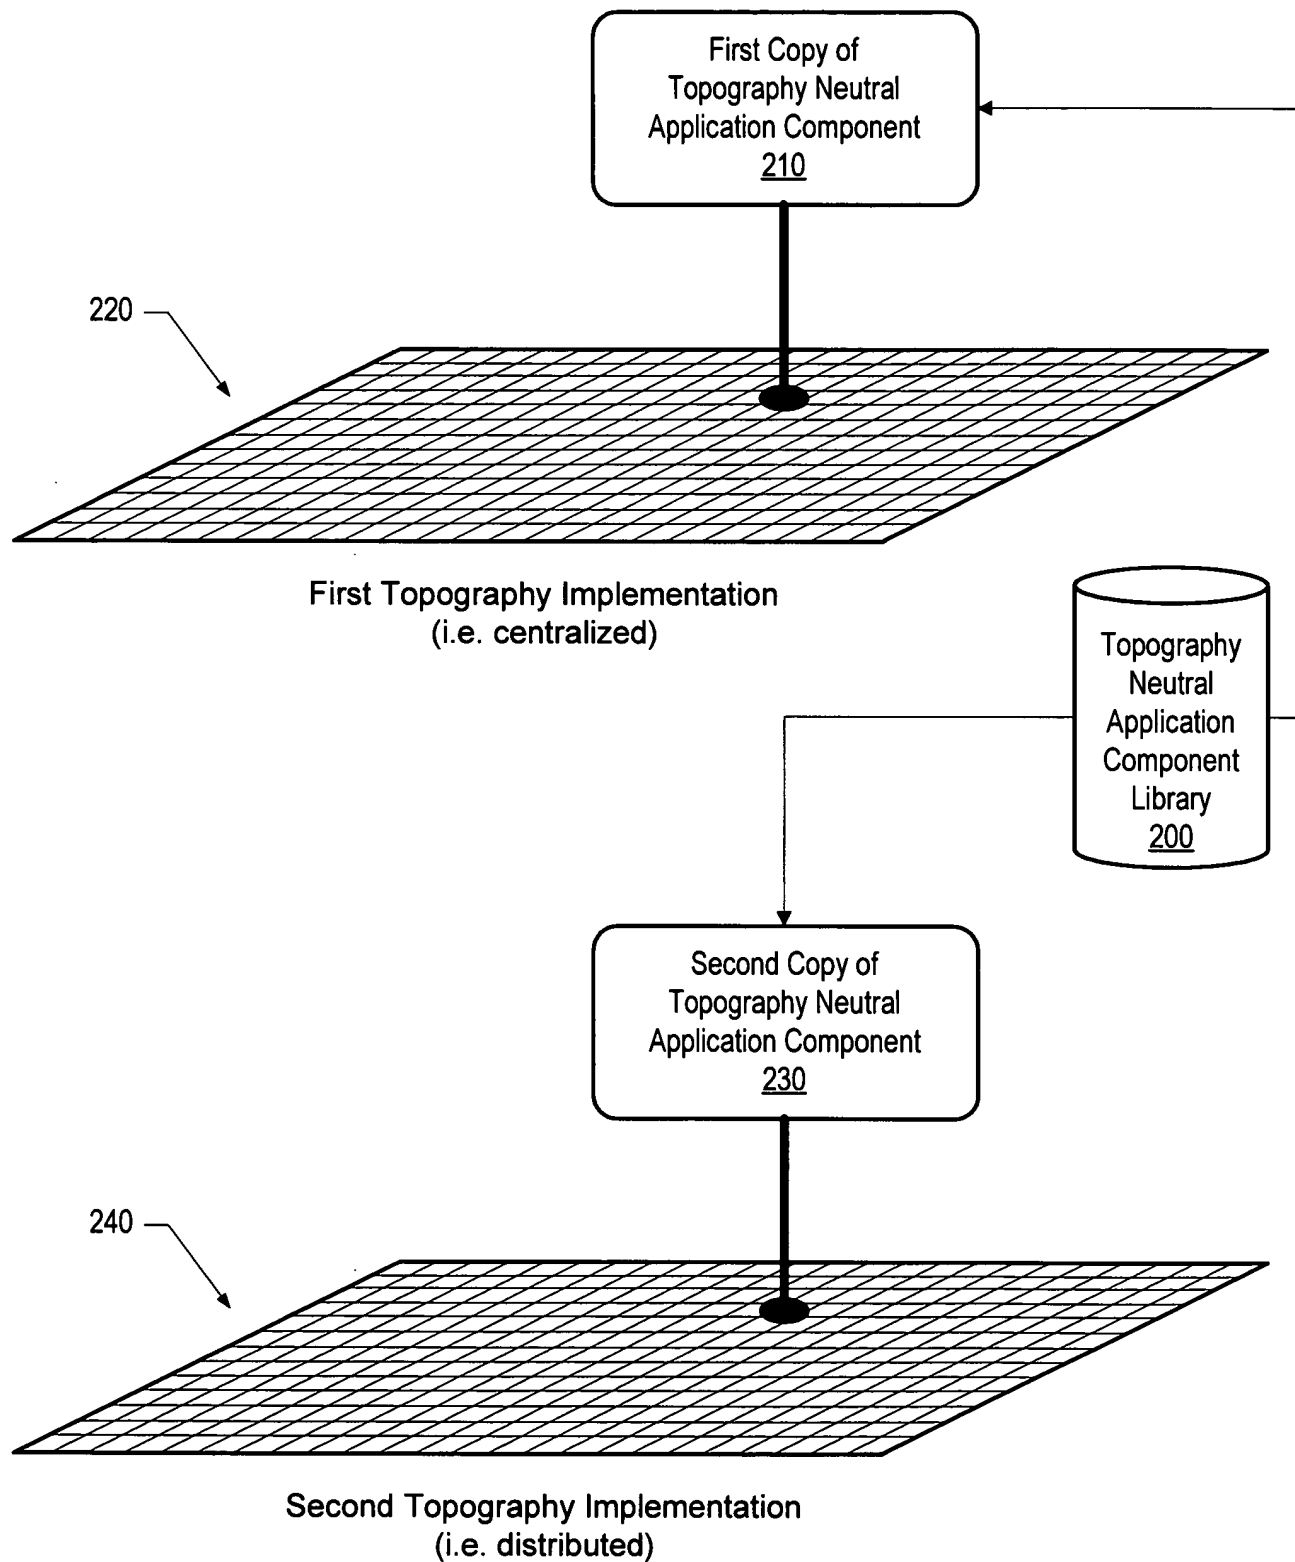 First Copy of
Topography Neutral
Application Component
210
220
First Topography Implementation
(i.e. centralized)
Topography
Neutral
Application
Component
Library
200
Second Copy of
Topography Neutral
Application Component
230
240
Second Topography Implementation
(i.e. distributed)